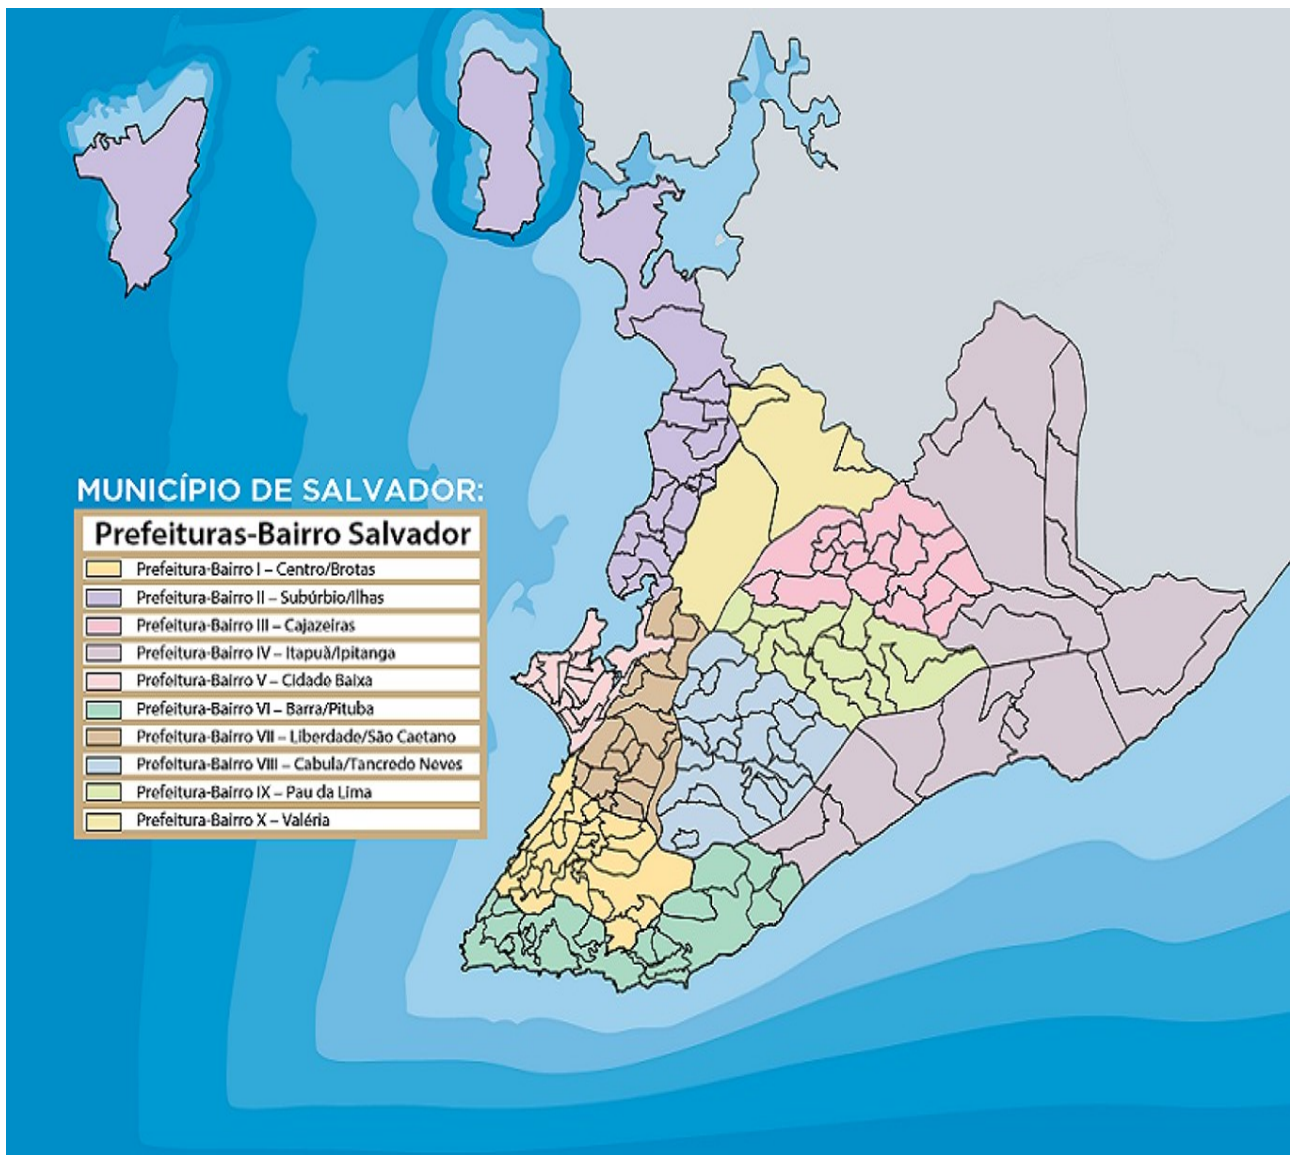 MUNICÍPIO DE SALVADOR:
Prefeituras-Bairro Salvador
Prefeitura-Bairro I – Centro/Brotas
Prefeitura-Bairro II – Subúrbio/Ilhas
Prefeitura-Bairro III – Cajazeiras
Prefeitura-Bairro IV – Itapuã/Ipitanga
Prefeitura-Bairro V – Cidade Baixa
Prefeitura-Bairro VI – Barra/Pituba
Prefeitura-Bairro VII – Liberdade/São Caetano
Prefeitura-Bairro VIII – Cabula/Tancredo Neves
Prefeitura-Bairro IX – Pau da Lima
Prefeitura-Bairro X – Valéria